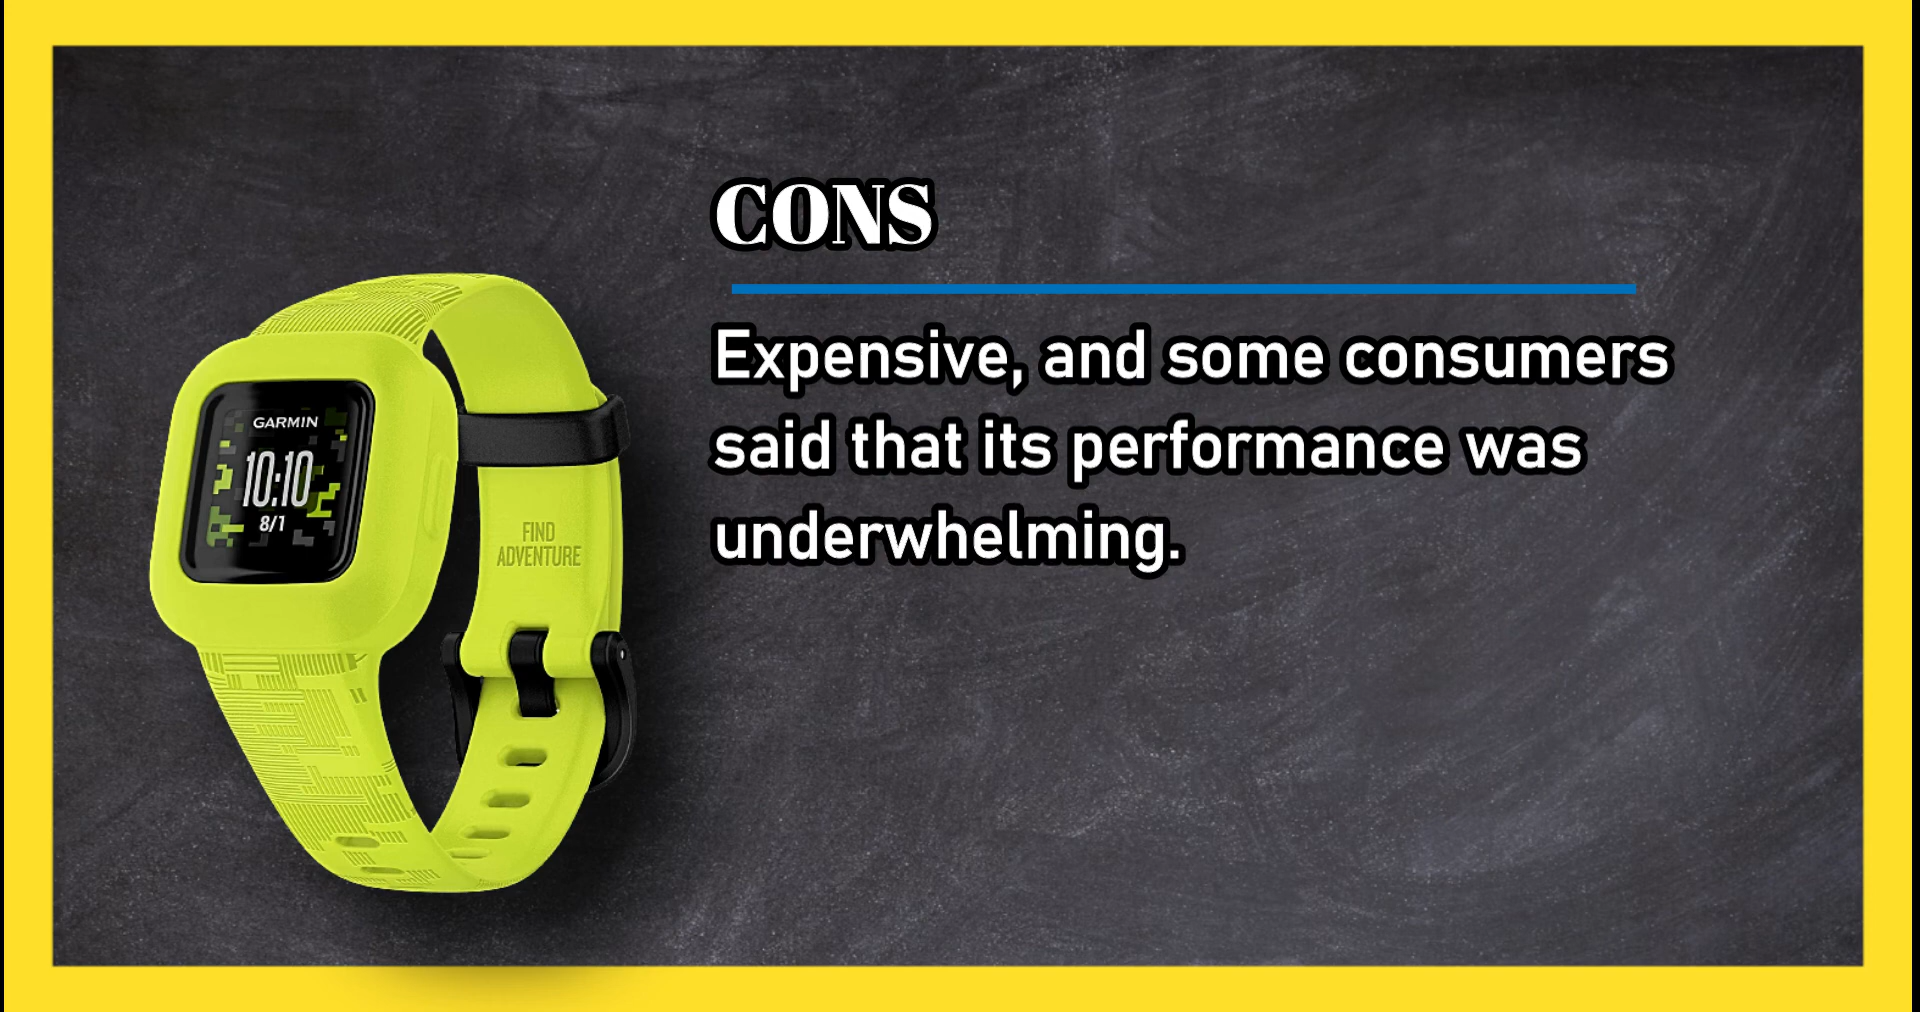 CONS
Expensive, and some consumers
said that its performance was
underwhelming.
GARMIN
10:10
8/1
FIND
ADVENTURE